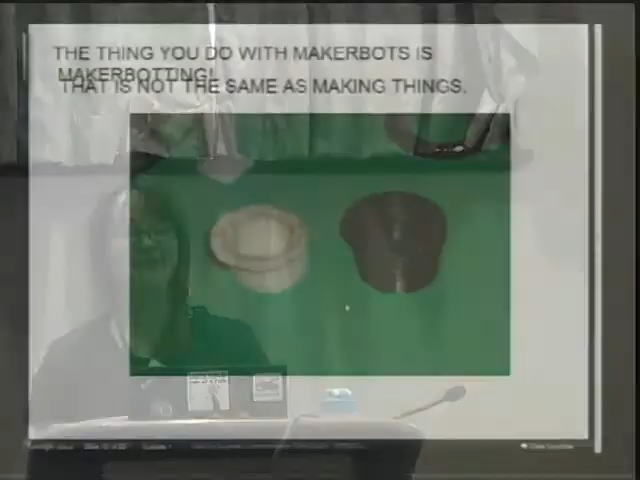 THE THING YOU DO WITH MAKERBOTS IS
MAKERBOTTING!
THAT IS NOT THE SAME AS MAKING THINGS.